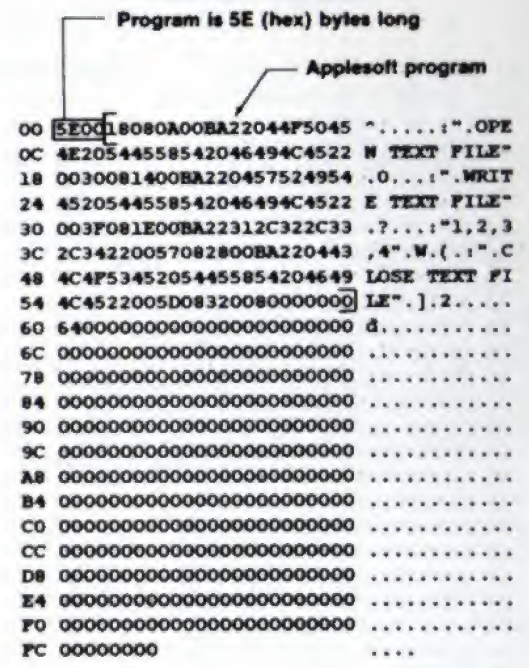 Program is 5E (hex) bytes long
Applesoft program
00 5E0018080A00BA22044F5045 ^.....:".OPE
0C 4E20544558542046494C4522 N TEXT FILE"
18 0030081400BA220457524954 .0...:".WRIT
24 4520544558542046494C4522 E TEXT FILE"
30 003F081E00BA22312C322C33 .?...:"1,2,3
3C 2C34220057082800BA220443 ,4".W.(.:".C
48 4C4F53452054455854204649 LOSE TEXT FI
54 4C4522005D08320080000000 LE".].2.....
60 640000000000000000000000 d...........
6C 000000000000000000000000 ............
78 000000000000000000000000 ............
84 000000000000000000000000 ............
90 000000000000000000000000 ............
9C 000000000000000000000000 ............
A8 000000000000000000000000 ............
B4 000000000000000000000000 ............
C0 000000000000000000000000 ............
CC 000000000000000000000000 ............
D8 000000000000000000000000 ............
E4 000000000000000000000000 ............
F0 000000000000000000000000 ............
FC 00000000 ....